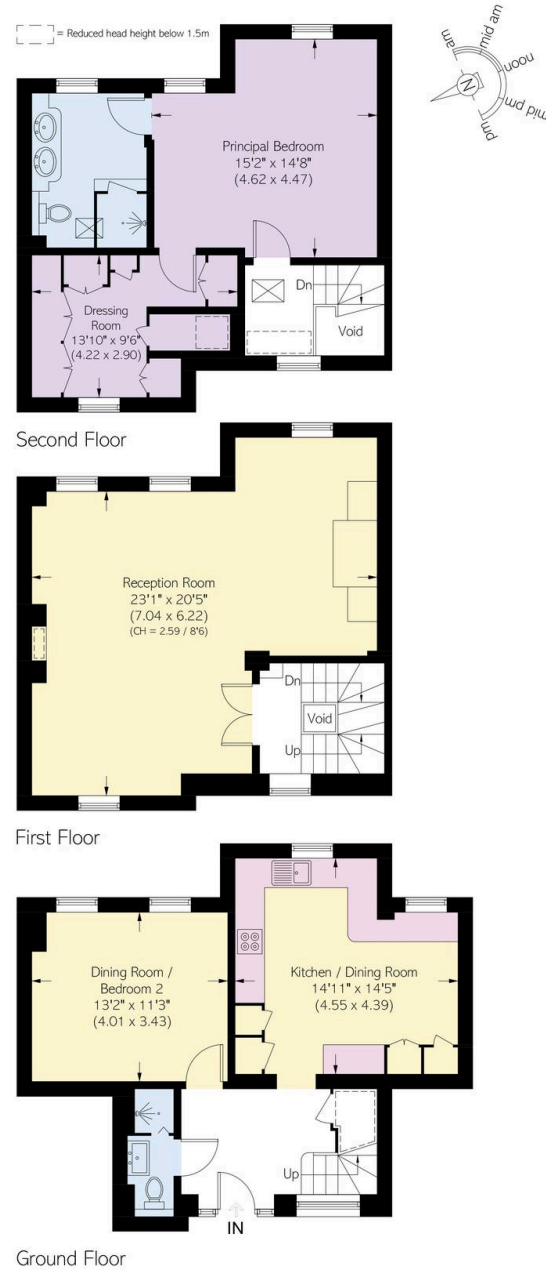 = Reduced head height below 1.5m
am
mid am
noon
mid pm
pm
N
Principal Bedroom
15'2" x 14'8"
(4.62 x 4.47)
Dressing
Room
13'10" x 9'6"
(4.22 x 2.90)
Dn
Void
Second Floor
Reception Room
23'1" x 20'5"
(7.04 x 6.22)
(CH = 2.59 / 8'6)
Dn
Void
Up
First Floor
Dining Room /
Bedroom 2
13'2" x 11'3"
(4.01 x 3.43)
Kitchen / Dining Room
14'11" x 14'5"
(4.55 x 4.39)
Up
IN
Ground Floor